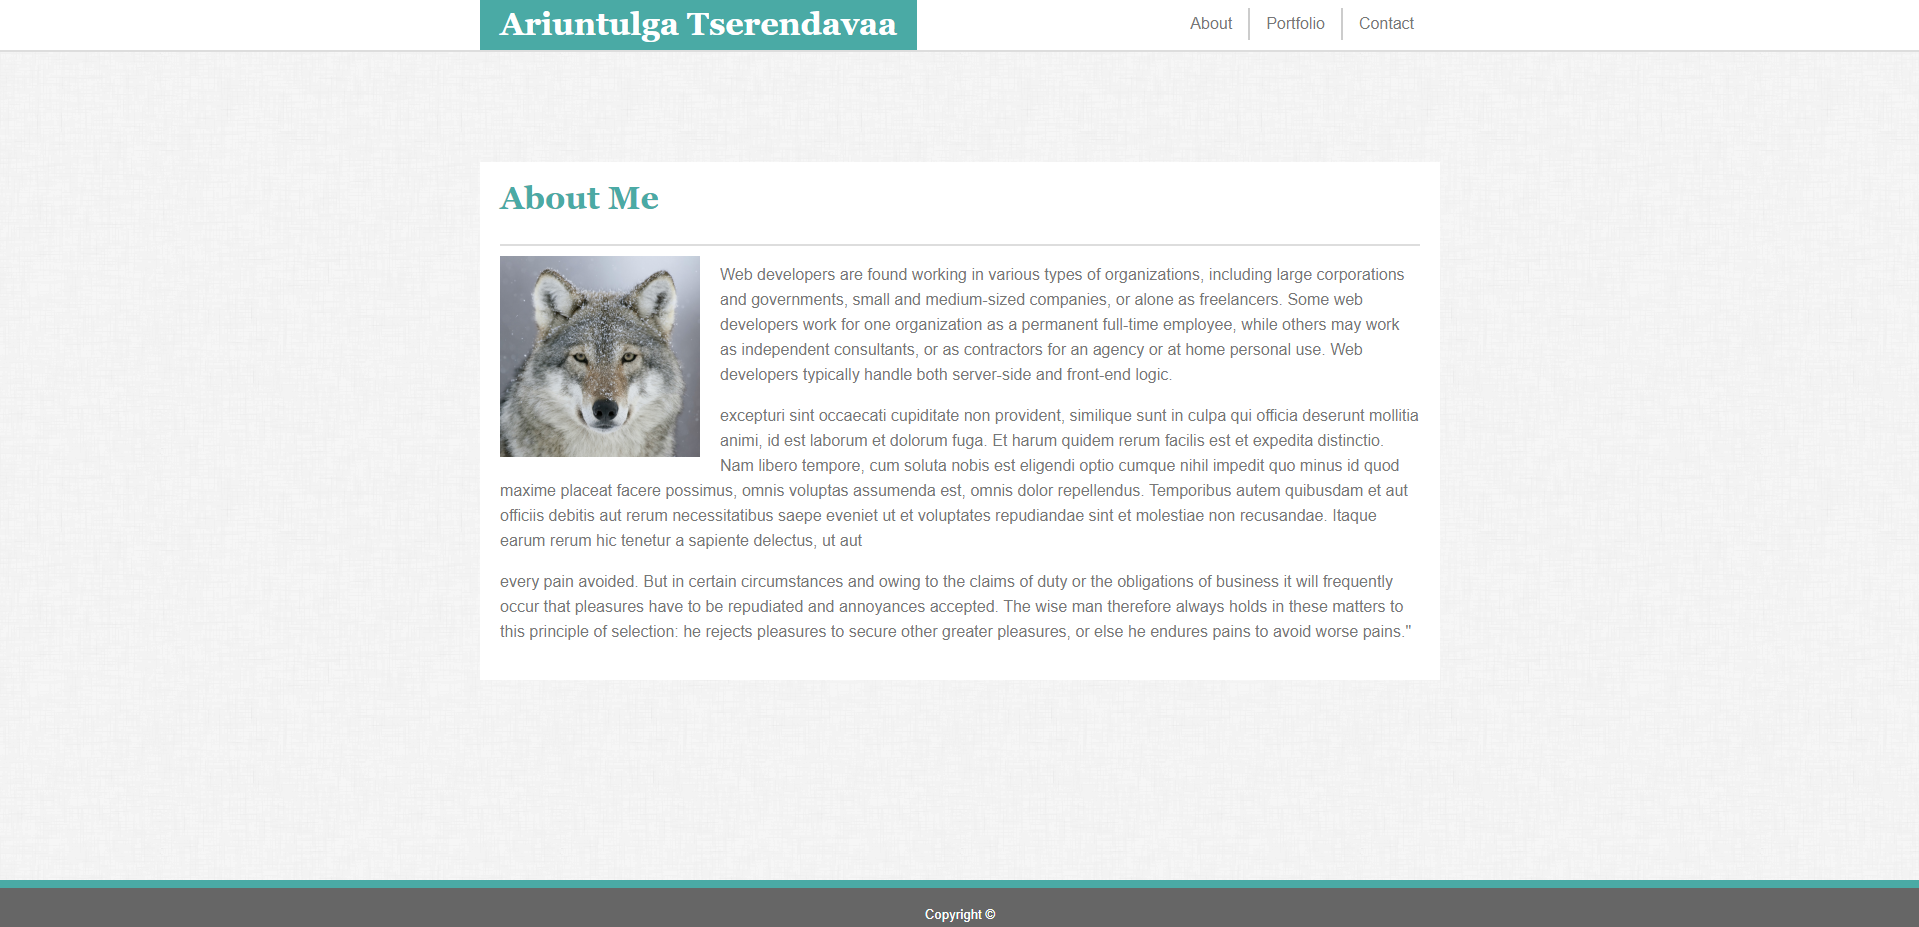 Ariuntulga Tserendavaa
About
Portfolio
Contact
About Me
Web developers are found working in various types of organizations, including large corporations
and governments, small and medium-sized companies, or alone as freelancers. Some web
developers work for one organization as a permanent full-time employee, while others may work
as independent consultants, or as contractors for an agency or at home personal use. Web
developers typically handle both server-side and front-end logic.
excepturi sint occaecati cupiditate non provident, similique sunt in culpa qui officia deserunt mollitia
animi, id est laborum et dolorum fuga. Et harum quidem rerum facilis est et expedita distinctio.
Nam libero tempore, cum soluta nobis est eligendi optio cumque nihil impedit quo minus id quod
maxime placeat facere possimus, omnis voluptas assumenda est, omnis dolor repellendus. Temporibus autem quibusdam et aut
officiis debitis aut rerum necessitatibus saepe eveniet ut et voluptates repudiandae sint et molestiae non recusandae. Itaque
earum rerum hic tenetur a sapiente delectus, ut aut
every pain avoided. But in certain circumstances and owing to the claims of duty or the obligations of business it will frequently
occur that pleasures have to be repudiated and annoyances accepted. The wise man therefore always holds in these matters to
this principle of selection: he rejects pleasures to secure other greater pleasures, or else he endures pains to avoid worse pains."
Copyright ©